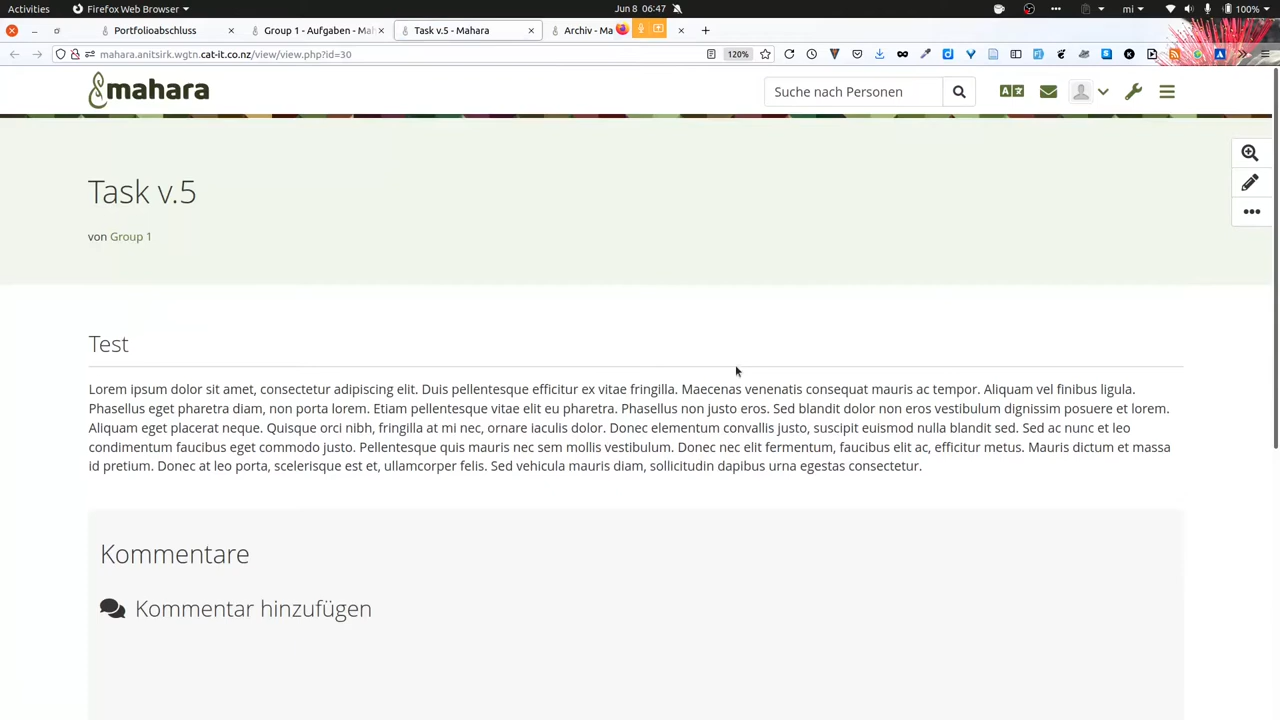 Activities
Firefox Web Browser
Jun 8 06:47
mi
100%
Portfolioabschluss
Group 1 - Aufgaben - Mah
Task v.5 - Mahara
Archiv - Ma
mahara.anitsirk.wgtn.cat-it.co.nz/view/view.php?id=30
120%
mahara
Suche nach Personen
Task v.5
von Group 1
Test
Lorem ipsum dolor sit amet, consectetur adipiscing elit. Duis pellentesque efficitur ex vitae fringilla. Maecenas venenatis consequat mauris ac tempor. Aliquam vel finibus ligula.
Phasellus eget pharetra diam, non porta lorem. Etiam pellentesque vitae elit eu pharetra. Phasellus non justo eros. Sed blandit dolor non eros vestibulum dignissim posuere et lorem.
Aliquam eget placerat neque. Quisque orci nibh, fringilla at mi nec, ornare iaculis dolor. Donec elementum convallis justo, suscipit euismod nulla blandit sed. Sed ac nunc et leo
condimentum faucibus eget commodo justo. Pellentesque quis mauris nec sem mollis vestibulum. Donec nec elit fermentum, faucibus elit ac, efficitur metus. Mauris dictum et massa
id pretium. Donec at leo porta, scelerisque est et, ullamcorper felis. Sed vehicula mauris diam, sollicitudin dapibus urna egestas consectetur.
Kommentare
Kommentar hinzufügen